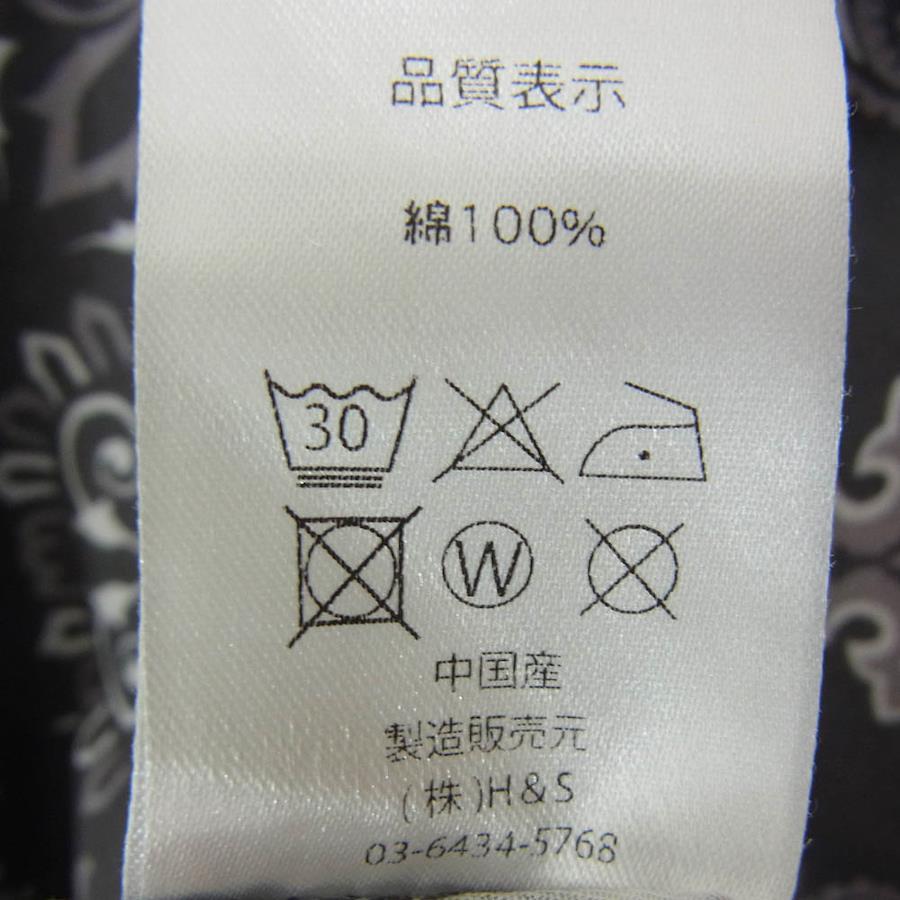 品質表示
綿100%
30
W
中国産
製造販売元
(株)H&S
03-6434-5768